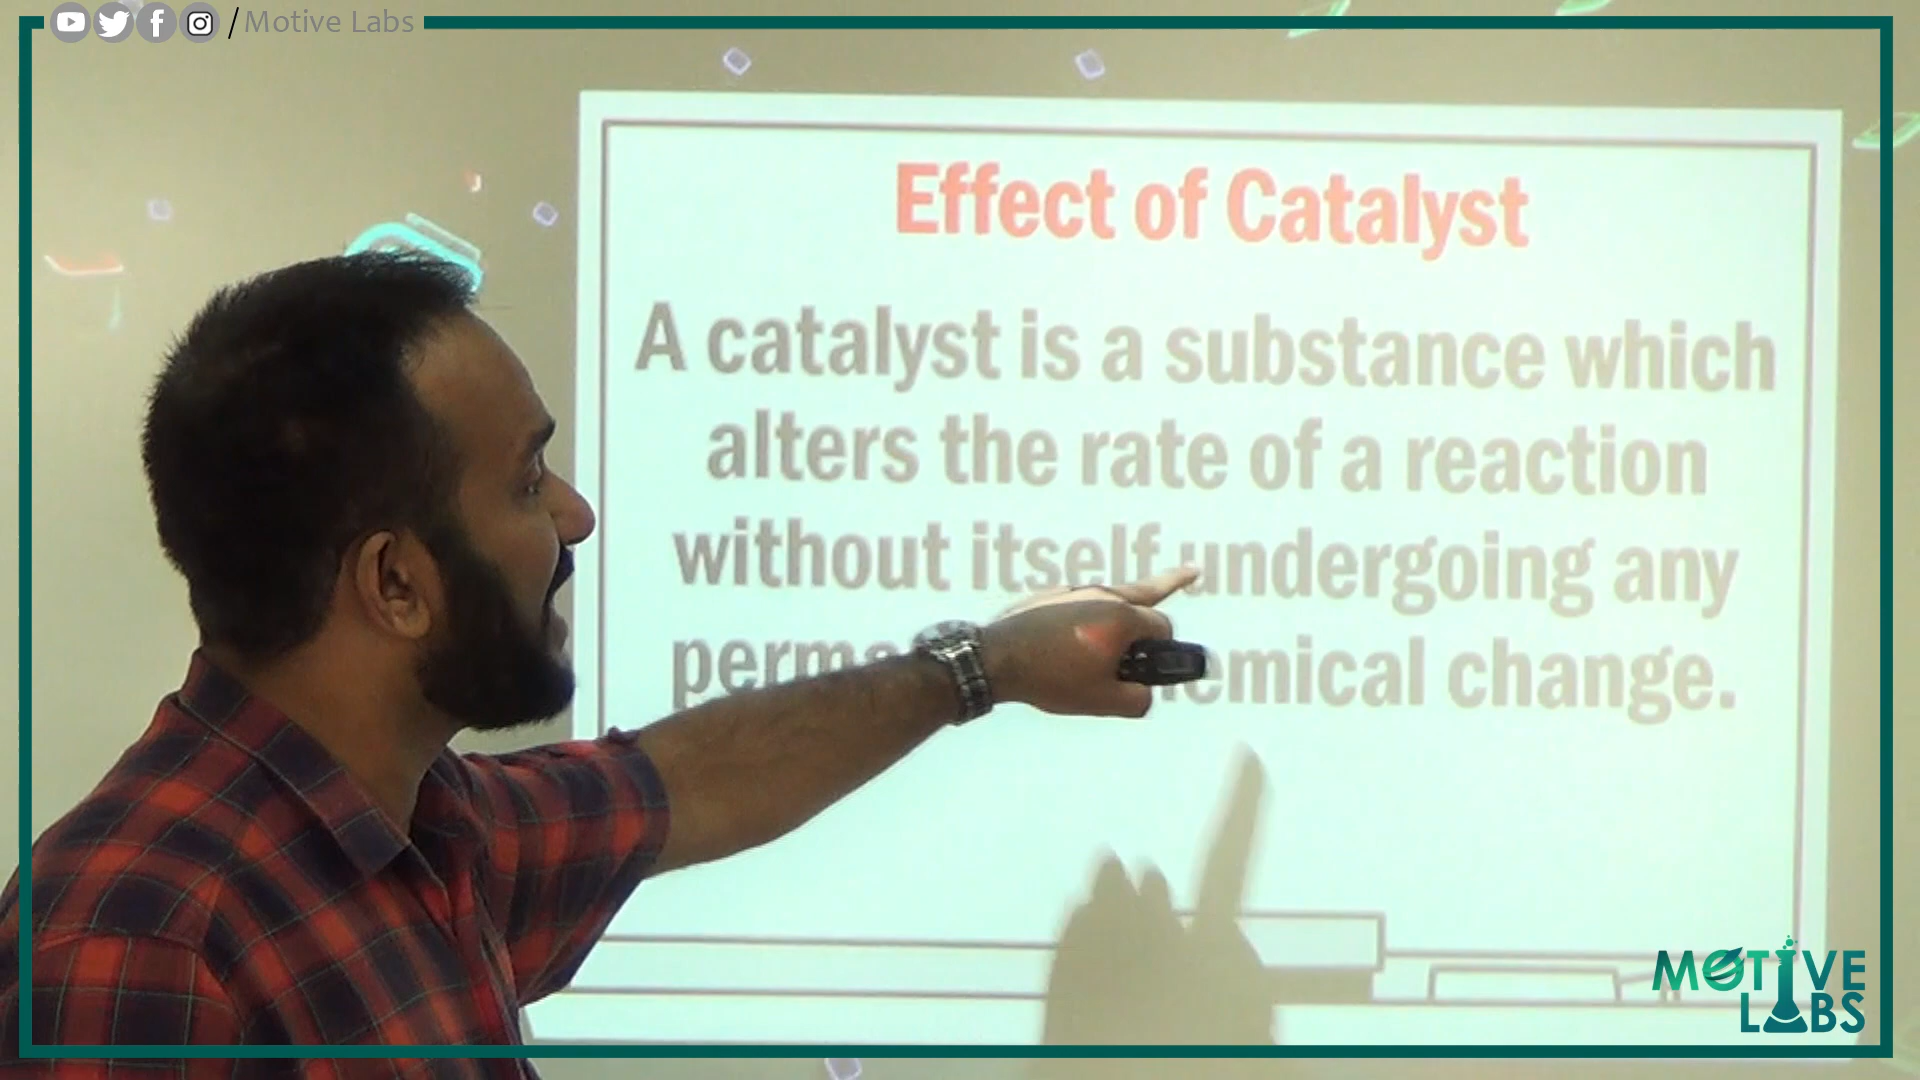 /Motive Labs
Effect of Catalyst
A catalyst is a substance which
alters the rate of a reaction
without itself undergoing any
change.
MOTIVE
LABS